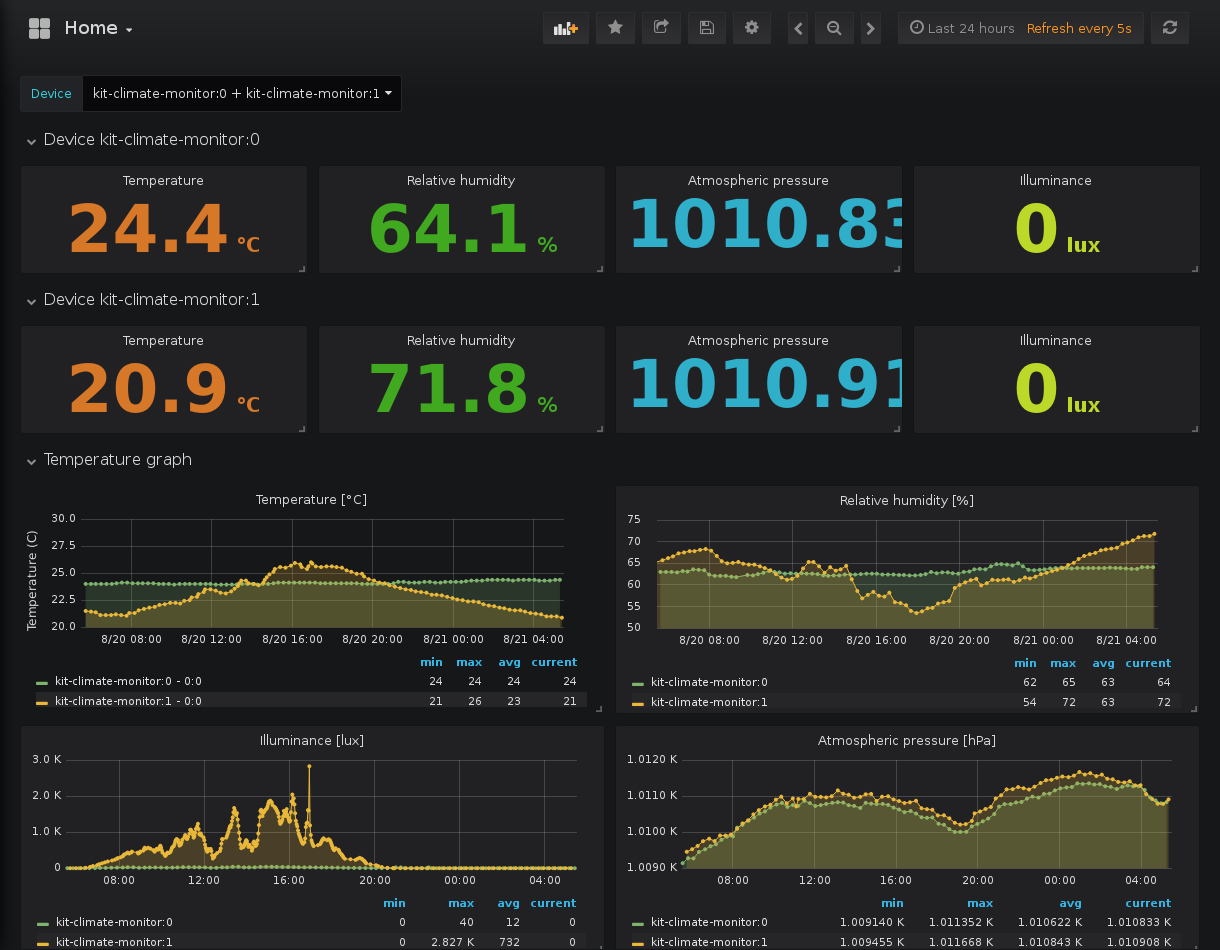 Home
Last 24 hours Refresh every 5s
Device kit-climate-monitor:0 + kit-climate-monitor:1
Device kit-climate-monitor:0
Temperature Relative humidity Atmospheric pressure Illuminance
24.4 °C 64.1 % 1010.83 0 lux
Device kit-climate-monitor:1
Temperature Relative humidity Atmospheric pressure Illuminance
20.9 °C 71.8 % 1010.91 0 lux
Temperature graph
Temperature [°C]
Temperature (C)
30.0
27.5
25.0
22.5
20.0
8/20 08:00 8/20 12:00 8/20 16:00 8/20 20:00 8/21 00:00 8/21 04:00
min max avg current
kit-climate-monitor:0 - 0:0 24 24 24 24
kit-climate-monitor:1 - 0:0 21 26 23 21
Relative humidity [%]
75
70
65
60
55
50
8/20 08:00 8/20 12:00 8/20 16:00 8/20 20:00 8/21 00:00 8/21 04:00
min max avg current
kit-climate-monitor:0 62 65 63 64
kit-climate-monitor:1 54 72 63 72
Illuminance [lux]
3.0 K
2.0 K
1.0 K
0
08:00 12:00 16:00 20:00 00:00 04:00
min max avg current
kit-climate-monitor:0 0 40 12 0
kit-climate-monitor:1 0 2.827 K 732 0
Atmospheric pressure [hPa]
1.0120 K
1.0110 K
1.0100 K
1.0090 K
08:00 12:00 16:00 20:00 00:00 04:00
min max avg current
kit-climate-monitor:0 1.009140 K 1.011352 K 1.010622 K 1.010833 K
kit-climate-monitor:1 1.009455 K 1.011668 K 1.010843 K 1.010908 K